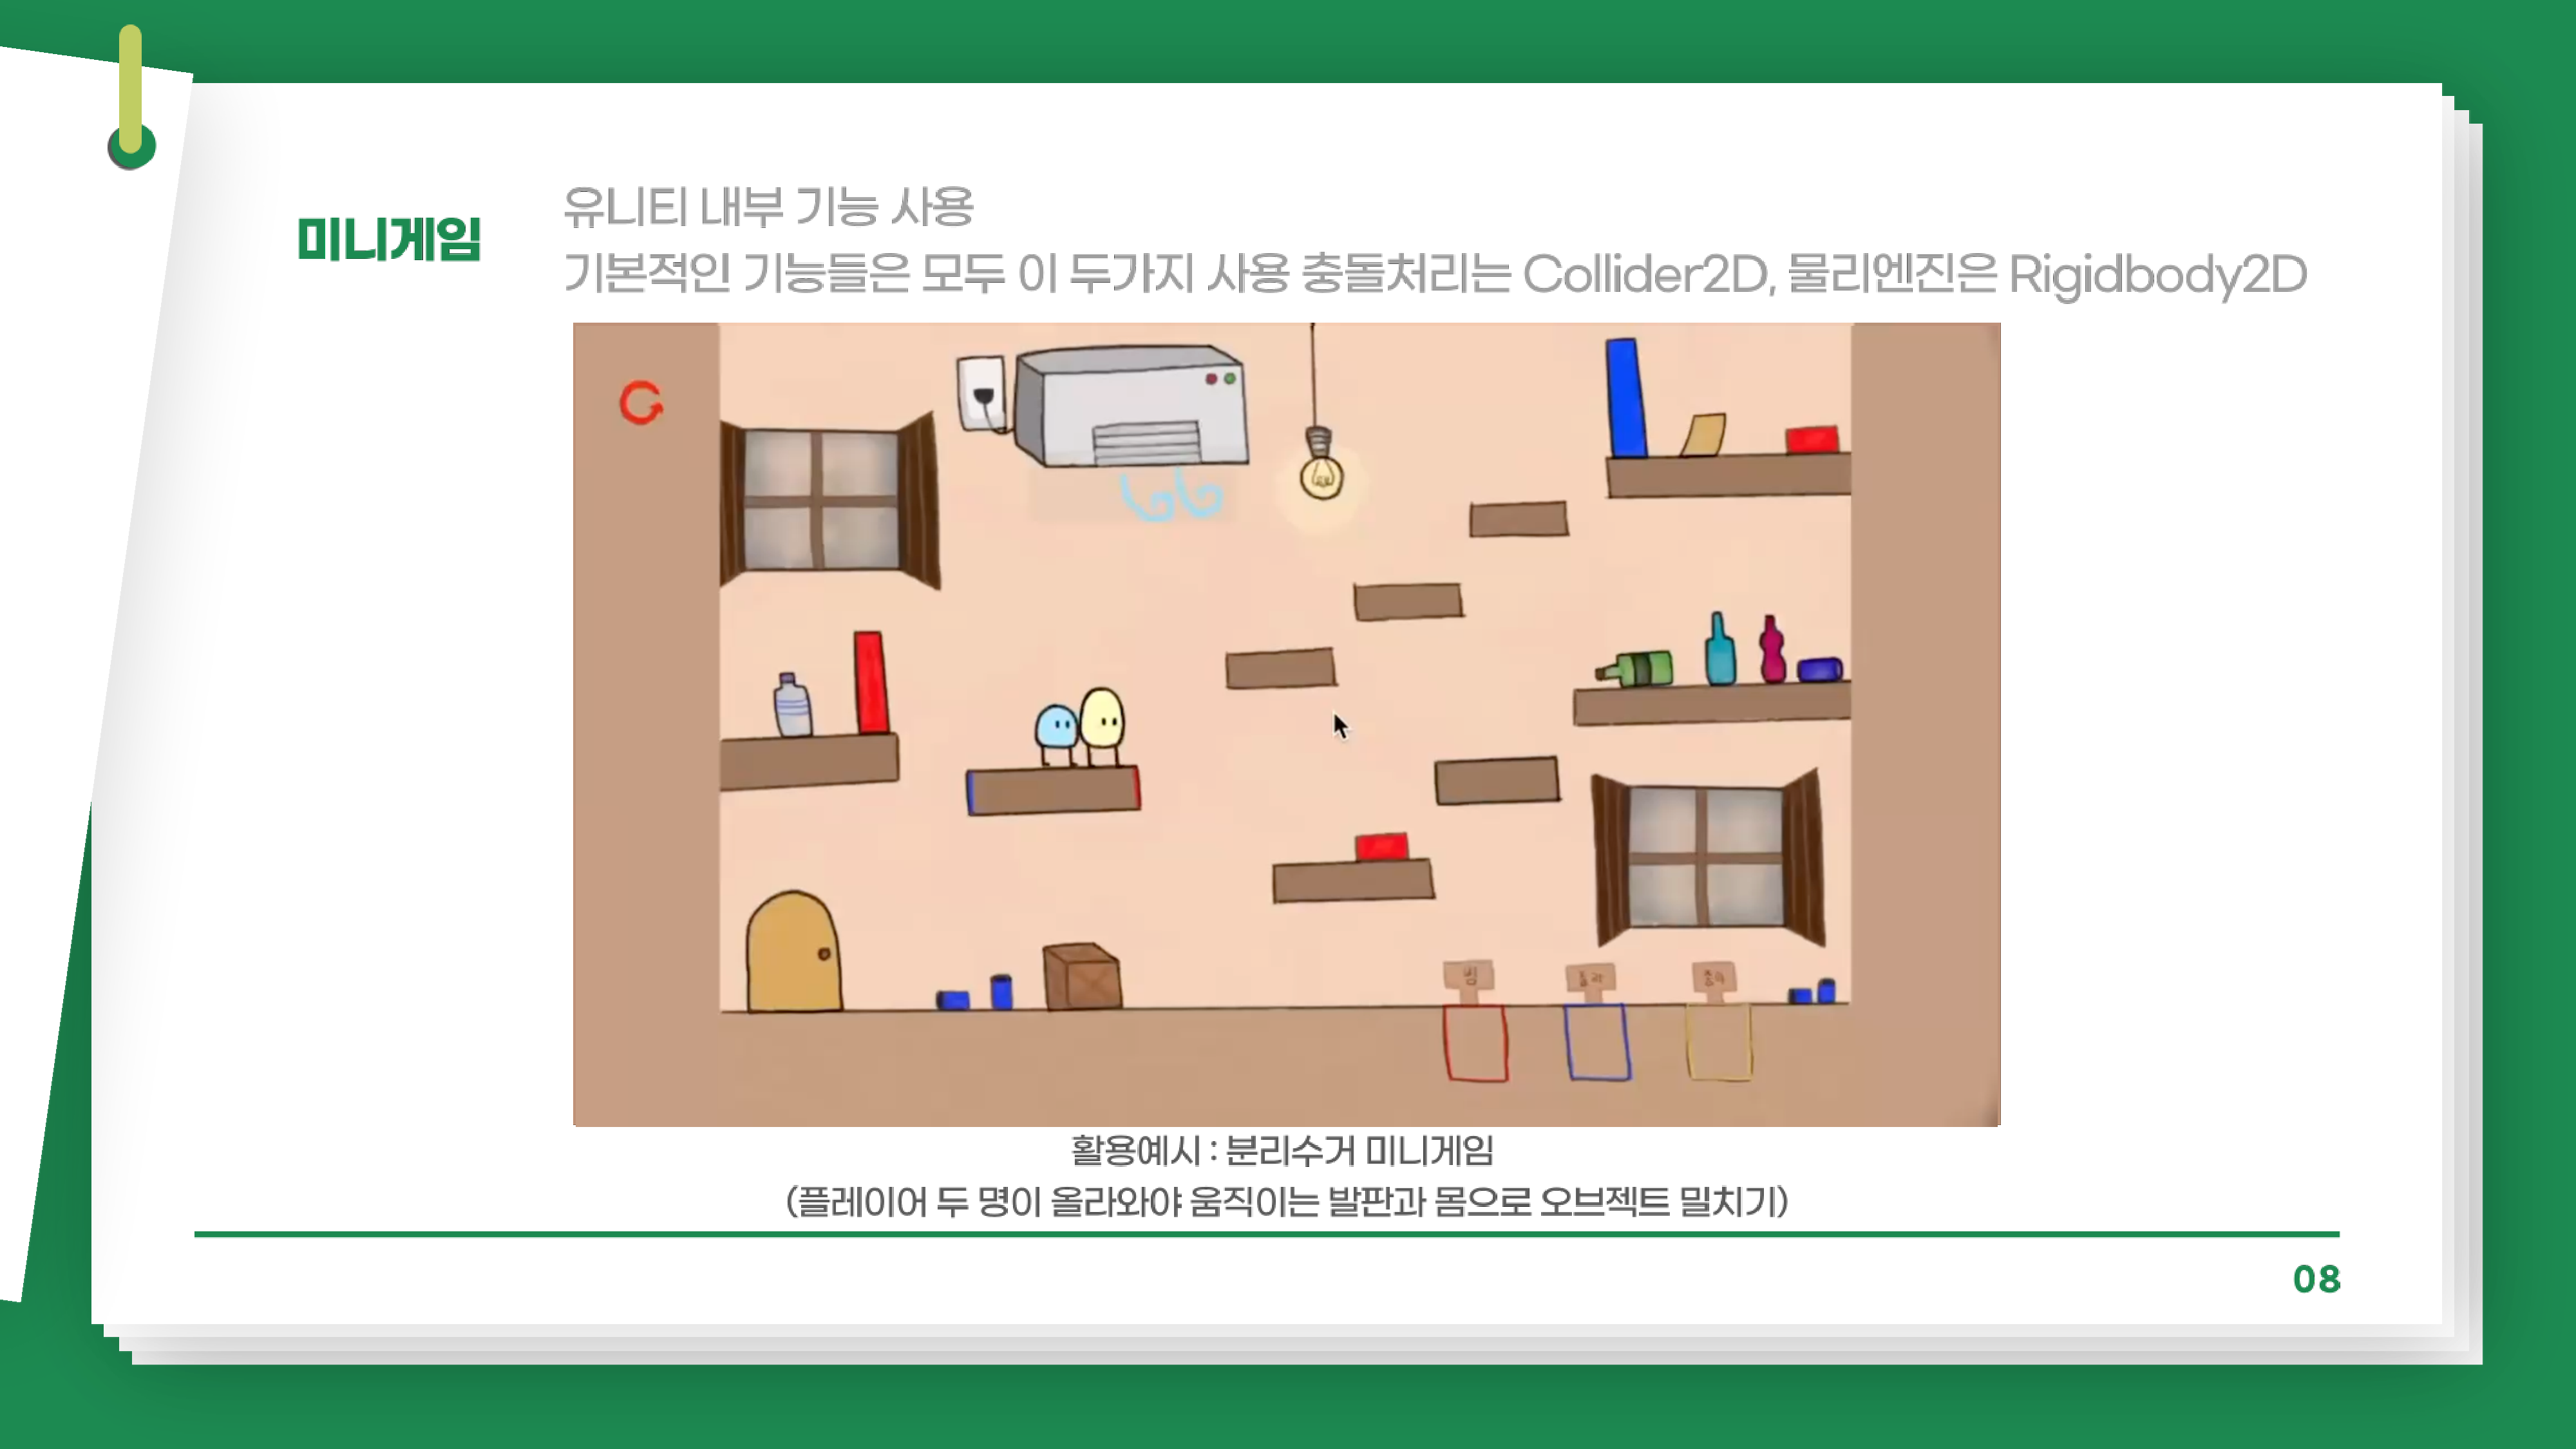 미니게임
유니티 내부 기능 사용
기본적인 기능들은 모두 이 두가지 사용 충돌처리는 Collider2D, 물리엔진은 Rigidbody2D
활용예시 : 분리수거 미니게임
(플레이어 두 명이 올라와야 움직이는 발판과 몸으로 오브젝트 밀치기)
08